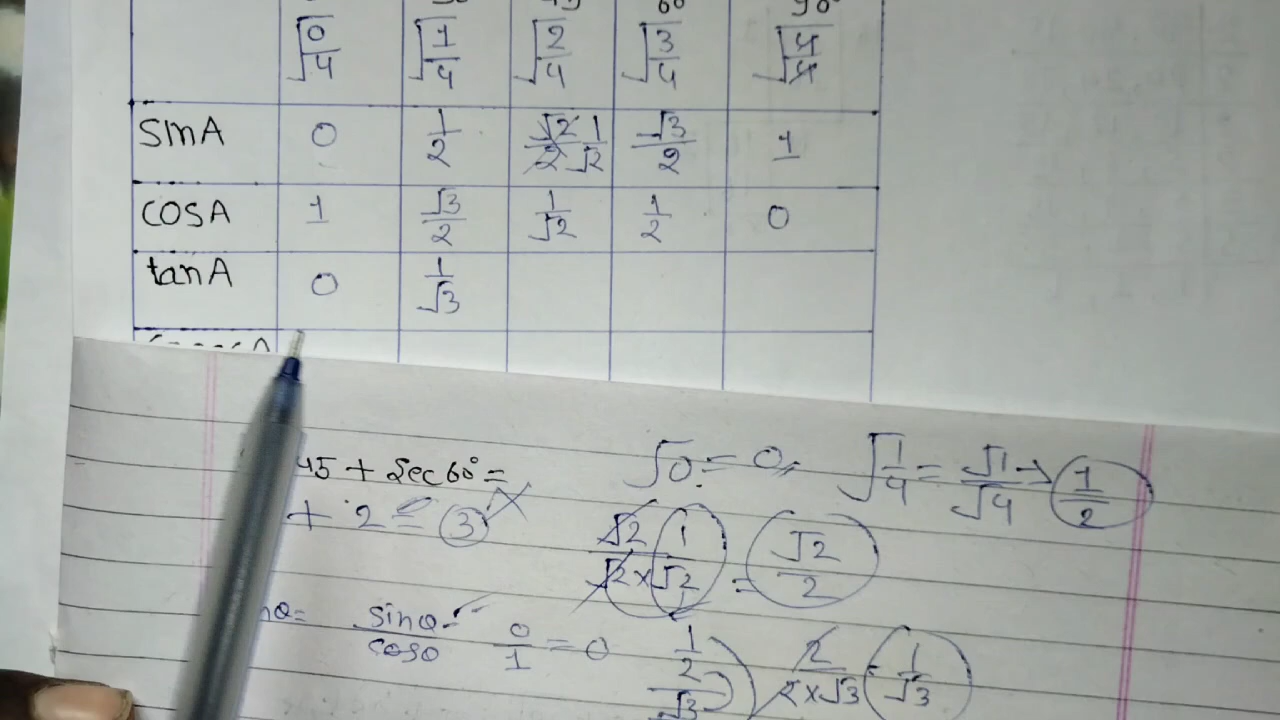 60 90°
√0/4 √1/4 √2/4 √3/4 √4/4
SinA 0 1/2 √2/2 1/√2 √3/2 1
COSA 1 √3/2 1/√2 1/2 0
tanA 0 1/√3
45 + Sec 60° =
+ 2 = 3
√0 = 0, √1/4 = √1/√4 → 1/2
√2/√2×√2 1 = √2/2
θ = sinθ/cosθ 0/1 = 0
1/2/√3 2/2×√3 = 1/√3